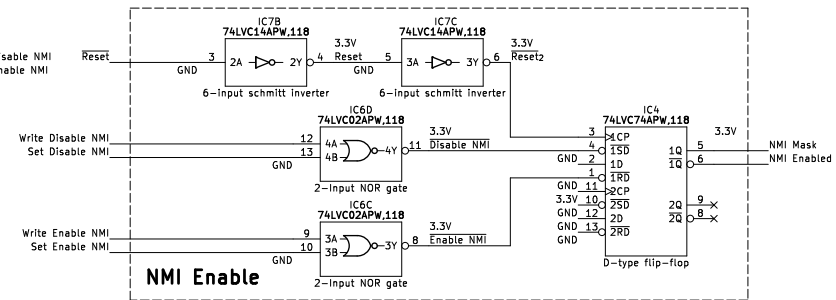 IC7B
74LVC14APW,118
IC7C
74LVC14APW,118
Reset
GND
3
2A
2Y
4
3.3V
Reset
GND
5
3A
3Y
6
3.3V
Reset2
6-input schmitt inverter
6-input schmitt inverter
nable NMI
IC6D
74LVC02APW,118
Write Disable NMI
Set Disable NMI
12
13
GND
4A
4B
4Y
11
3.3V
Disable NMI
2-Input NOR gate
IC6C
74LVC02APW,118
Write Enable NMI
Set Enable NMI
9
10
GND
3A
3B
3Y
8
3.3V
Enable NMI
2-Input NOR gate
IC4
74LVC74APW,118
3
1CP
4
1SD
GND
2
1D
1
1RD
GND
11
2CP
3.3V
10
2SD
GND
12
2D
GND
13
2RD
1Q
5
3.3V
NMI Mask
1Q
6
NMI Enabled
2Q
9
2Q
8
D-type flip-flop
NMI Enable